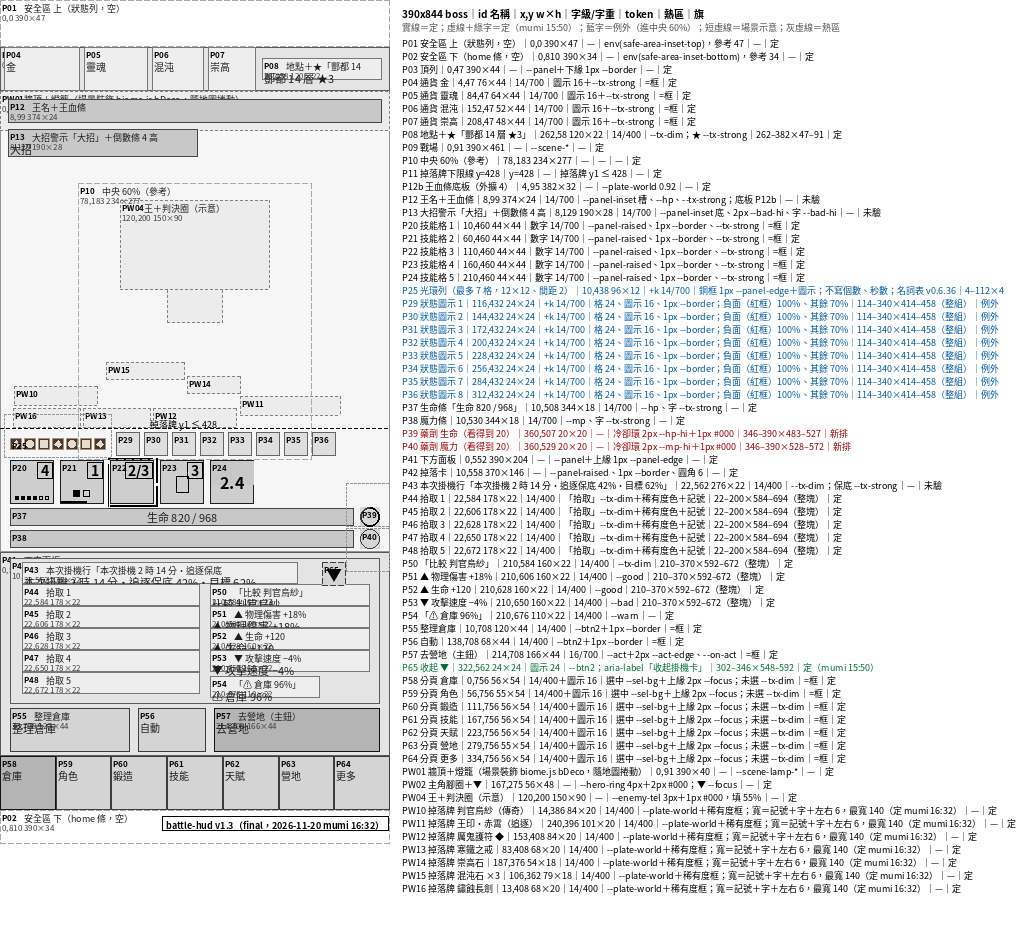 P01 安全區 上（狀態列，空）
0,0 390×47
P04
金
P05
靈魂
P06
混沌
P07
崇高
P08 地點＋★「酆都 14
酆都 14 層 ★3
P12 王名＋王血條
8,99 374×24
P13 大招警示「大招」＋倒數條 4 高
大招
P10 中央 60%（參考）
78,183 234×277
PW04 王＋判決圈（示意）
120,200 150×90
PW15
PW14
PW10
PW11
PW16
PW13
PW12
掉落牌 y1 ≤ 428
P29
P30
P31
P32
P33
P34
P35
P36
P20
4
P21
1
P22
2/3
P23
3
P24
2.4
P37
生命 820 / 968
P39
P38
P40
P43 本次掛機行「本次掛機 2 時 14 分・追逐保底
本次掛機 2 時 14 分・追逐保底 42%・目標 62%
P44 拾取 1
22,584 178×22
P45 拾取 2
22,606 178×22
P46 拾取 3
22,628 178×22
P47 拾取 4
22,650 178×22
P48 拾取 5
22,672 178×22
P50 「比較 判官烏紗」
P51 ▲ 物理傷害 +18%
P52 ▲ 生命 +120
P53 ▼ 攻擊速度 −4%
▼ 攻擊速度 −4%
P54 「⚠ 倉庫 96%」
⚠ 倉庫 96%
P55 整理倉庫
整理倉庫
P56
自動
P57 去營地（主鈕）
去營地
P58
倉庫
P59
角色
P60
鍛造
P61
技能
P62
天賦
P63
營地
P64
更多
P02 安全區 下（home 條，空）
0,810 390×34
battle-hud v1.3（final，2026-11-20 mumi 16:32）
390x844 boss｜id 名稱｜x,y w×h｜字級/字重｜token｜熱區｜旗
實線＝定；虛線＋綠字＝定（mumi 15:50）｜藍字＝例外（進中央 60%）｜短虛線＝場景示意｜灰虛線＝熱區
P01 安全區 上（狀態列，空）｜0,0 390×47｜—｜env(safe-area-inset-top)，參考 47｜—｜定
P02 安全區 下（home 條，空）｜0,810 390×34｜—｜env(safe-area-inset-bottom)，參考 34｜—｜定
P03 頂列｜0,47 390×44｜—｜--panel＋下緣 1px --border｜—｜定
P04 通貨 金｜4,47 76×44｜14/700｜圖示 16＋--tx-strong｜=框｜定
P05 通貨 靈魂｜84,47 64×44｜14/700｜圖示 16＋--tx-strong｜=框｜定
P06 通貨 混沌｜152,47 52×44｜14/700｜圖示 16＋--tx-strong｜=框｜定
P07 通貨 崇高｜208,47 48×44｜14/700｜圖示 16＋--tx-strong｜=框｜定
P08 地點＋★「酆都 14 層 ★3」｜262,58 120×22｜14/400｜--tx-dim；★ --tx-strong｜262–382×47–91｜定
P09 戰場｜0,91 390×461｜—｜--scene-*｜—｜定
P10 中央 60%（參考）｜78,183 234×277｜—｜—｜—｜定
P11 掉落牌下限線 y=428｜y=428｜—｜掉落牌 y1 ≤ 428｜—｜定
P12b 王血條底板（外擴 4）｜4,95 382×32｜—｜--plate-world 0.92｜—｜定
P12 王名＋王血條｜8,99 374×24｜14/700｜--panel-inset 槽、--hp、--tx-strong；底板 P12b｜—｜未驗
P13 大招警示「大招」＋倒數條 4 高｜8,129 190×28｜14/700｜--panel-inset 底、2px --bad-hi、字 --bad-hi｜—｜未驗
P20 技能格 1｜10,460 44×44｜數字 14/700｜--panel-raised、1px --border、--tx-strong｜=框｜定
P21 技能格 2｜60,460 44×44｜數字 14/700｜--panel-raised、1px --border、--tx-strong｜=框｜定
P22 技能格 3｜110,460 44×44｜數字 14/700｜--panel-raised、1px --border、--tx-strong｜=框｜定
P23 技能格 4｜160,460 44×44｜數字 14/700｜--panel-raised、1px --border、--tx-strong｜=框｜定
P24 技能格 5｜210,460 44×44｜數字 14/700｜--panel-raised、1px --border、--tx-strong｜=框｜定
P25 光環列（最多 7 格，12×12、間距 2）｜10,438 96×12｜+k 14/700｜銅框 1px --panel-edge＋圖示；不寫個數、秒數；名詞表 v0.6.36｜4–112×4
P29 狀態圖示 1｜116,432 24×24｜+k 14/700｜格 24、圖示 16、1px --border；負面（紅框）100%、其餘 70%｜114–340×414–458（整組）｜例外
P30 狀態圖示 2｜144,432 24×24｜+k 14/700｜格 24、圖示 16、1px --border；負面（紅框）100%、其餘 70%｜114–340×414–458（整組）｜例外
P31 狀態圖示 3｜172,432 24×24｜+k 14/700｜格 24、圖示 16、1px --border；負面（紅框）100%、其餘 70%｜114–340×414–458（整組）｜例外
P32 狀態圖示 4｜200,432 24×24｜+k 14/700｜格 24、圖示 16、1px --border；負面（紅框）100%、其餘 70%｜114–340×414–458（整組）｜例外
P33 狀態圖示 5｜228,432 24×24｜+k 14/700｜格 24、圖示 16、1px --border；負面（紅框）100%、其餘 70%｜114–340×414–458（整組）｜例外
P34 狀態圖示 6｜256,432 24×24｜+k 14/700｜格 24、圖示 16、1px --border；負面（紅框）100%、其餘 70%｜114–340×414–458（整組）｜例外
P35 狀態圖示 7｜284,432 24×24｜+k 14/700｜格 24、圖示 16、1px --border；負面（紅框）100%、其餘 70%｜114–340×414–458（整組）｜例外
P36 狀態圖示 8｜312,432 24×24｜+k 14/700｜格 24、圖示 16、1px --border；負面（紅框）100%、其餘 70%｜114–340×414–458（整組）｜例外
P37 生命條「生命 820 / 968」｜10,508 344×18｜14/700｜--hp、字 --tx-strong｜—｜定
P38 魔力條｜10,530 344×18｜—｜--mp、字 --tx-strong｜—｜定
P39 藥劑 生命（看得到 20）｜360,507 20×20｜—｜冷卻環 2px --hp-hi＋1px #000｜346–390×483–527｜新排
P40 藥劑 魔力（看得到 20）｜360,529 20×20｜—｜冷卻環 2px --mp-hi＋1px #000｜346–390×528–572｜新排
P41 下方面板｜0,552 390×204｜—｜--panel＋上緣 1px --panel-edge｜—｜定
P42 掉落卡｜10,558 370×146｜—｜--panel-raised、1px --border、圓角 6｜—｜定
P43 本次掛機行「本次掛機 2 時 14 分・追逐保底 42%・目標 62%」｜22,562 276×22｜14/400｜--tx-dim；保底 --tx-strong｜—｜未驗
P44 拾取 1｜22,584 178×22｜14/400｜「拾取」--tx-dim＋稀有度色＋記號｜22–200×584–694（整塊）｜定
P45 拾取 2｜22,606 178×22｜14/400｜「拾取」--tx-dim＋稀有度色＋記號｜22–200×584–694（整塊）｜定
P46 拾取 3｜22,628 178×22｜14/400｜「拾取」--tx-dim＋稀有度色＋記號｜22–200×584–694（整塊）｜定
P47 拾取 4｜22,650 178×22｜14/400｜「拾取」--tx-dim＋稀有度色＋記號｜22–200×584–694（整塊）｜定
P48 拾取 5｜22,672 178×22｜14/400｜「拾取」--tx-dim＋稀有度色＋記號｜22–200×584–694（整塊）｜定
P50 「比較 判官烏紗」｜210,584 160×22｜14/400｜--tx-dim｜210–370×592–672（整塊）｜定
P51 ▲ 物理傷害 +18%｜210,606 160×22｜14/400｜--good｜210–370×592–672（整塊）｜定
P52 ▲ 生命 +120｜210,628 160×22｜14/400｜--good｜210–370×592–672（整塊）｜定
P53 ▼ 攻擊速度 −4%｜210,650 160×22｜14/400｜--bad｜210–370×592–672（整塊）｜定
P54 「⚠ 倉庫 96%」｜210,676 110×22｜14/400｜--warn｜—｜定
P55 整理倉庫｜10,708 120×44｜14/400｜--btn2＋1px --border｜—｜定
P56 自動｜138,708 68×44｜14/400｜--btn2＋1px --border｜—｜定
P57 去營地（主鈕）｜214,708 166×44｜16/700｜--act＋2px --act-edge、--on-act｜—｜定
P65 收起 ▼｜322,562 24×24｜圖示 24｜--btn2；aria-label「收起掛機卡」｜302–346×548–592｜定（mumi 15:50）
P58 分頁 倉庫｜0,756 56×54｜14/400＋圖示 16｜選中 --sel-bg＋上緣 2px --focus；未選 --tx-dim｜=框｜定
P59 分頁 角色｜56,756 55×54｜14/400＋圖示 16｜選中 --sel-bg＋上緣 2px --focus；未選 --tx-dim｜=框｜定
P60 分頁 鍛造｜111,756 56×54｜14/400＋圖示 16｜選中 --sel-bg＋上緣 2px --focus；未選 --tx-dim｜=框｜定
P61 分頁 技能｜167,756 56×54｜14/400＋圖示 16｜選中 --sel-bg＋上緣 2px --focus；未選 --tx-dim｜=框｜定
P62 分頁 天賦｜223,756 56×54｜14/400＋圖示 16｜選中 --sel-bg＋上緣 2px --focus；未選 --tx-dim｜=框｜定
P63 分頁 營地｜279,756 55×54｜14/400＋圖示 16｜選中 --sel-bg＋上緣 2px --focus；未選 --tx-dim｜=框｜定
P64 分頁 更多｜334,756 56×54｜14/400＋圖示 16｜選中 --sel-bg＋上緣 2px --focus；未選 --tx-dim｜=框｜定
PW01 牆頂＋燈籠（場景裝飾 biome.js bDeco，隨地圖捲動）｜0,91 390×40｜—｜--scene-lamp-*｜—｜定
PW02 主角腳圈＋▼｜167,275 56×48｜—｜--hero-ring 4px＋2px #000；▼ --focus｜—｜定
PW04 王＋判決圈（示意）｜120,200 150×90｜—｜--enemy-tel 3px＋1px #000，填 55%｜—｜定
PW10 掉落牌 判官烏紗（傳奇）｜14,386 84×20｜14/400｜--plate-world＋稀有度框；寬＝記號＋字＋左右 6，最寬 140（定 mumi 16:32）｜—｜定
PW11 掉落牌 王印・赤霄（追逐）｜240,396 101×20｜14/400｜--plate-world＋稀有度框；寬＝記號＋字＋左右 6，最寬 140（定 mumi 16:32）｜—｜定
PW12 掉落牌 厲鬼護符 ◆｜153,408 84×20｜14/400｜--plate-world＋稀有度框；寬＝記號＋字＋左右 6，最寬 140（定 mumi 16:32）｜—｜定
PW13 掉落牌 寒鐵之戒｜83,408 68×20｜14/400｜--plate-world＋稀有度框；寬＝記號＋字＋左右 6，最寬 140（定 mumi 16:32）｜—｜定
PW14 掉落牌 崇高石｜187,376 54×18｜14/400｜--plate-world＋稀有度框；寬＝記號＋字＋左右 6，最寬 140（定 mumi 16:32）｜—｜定
PW15 掉落牌 混沌石 ×3｜106,362 79×18｜14/400｜--plate-world＋稀有度框；寬＝記號＋字＋左右 6，最寬 140（定 mumi 16:32）｜—｜定
PW16 掉落牌 鏽蝕長劍｜13,408 68×20｜14/400｜--plate-world＋稀有度框；寬＝記號＋字＋左右 6，最寬 140（定 mumi 16:32）｜—｜定